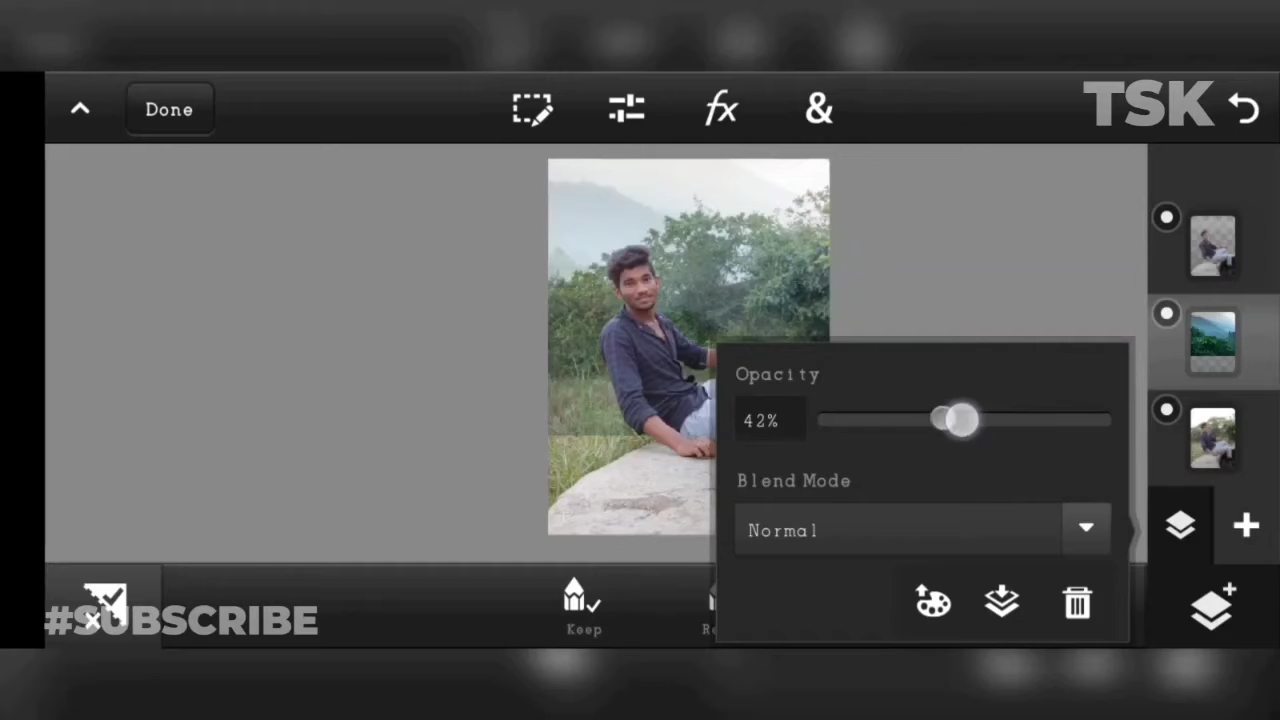 Done
fx
&
TSK
Opacity
42%
Blend Mode
Normal
#SUBSCRIBE
Keep